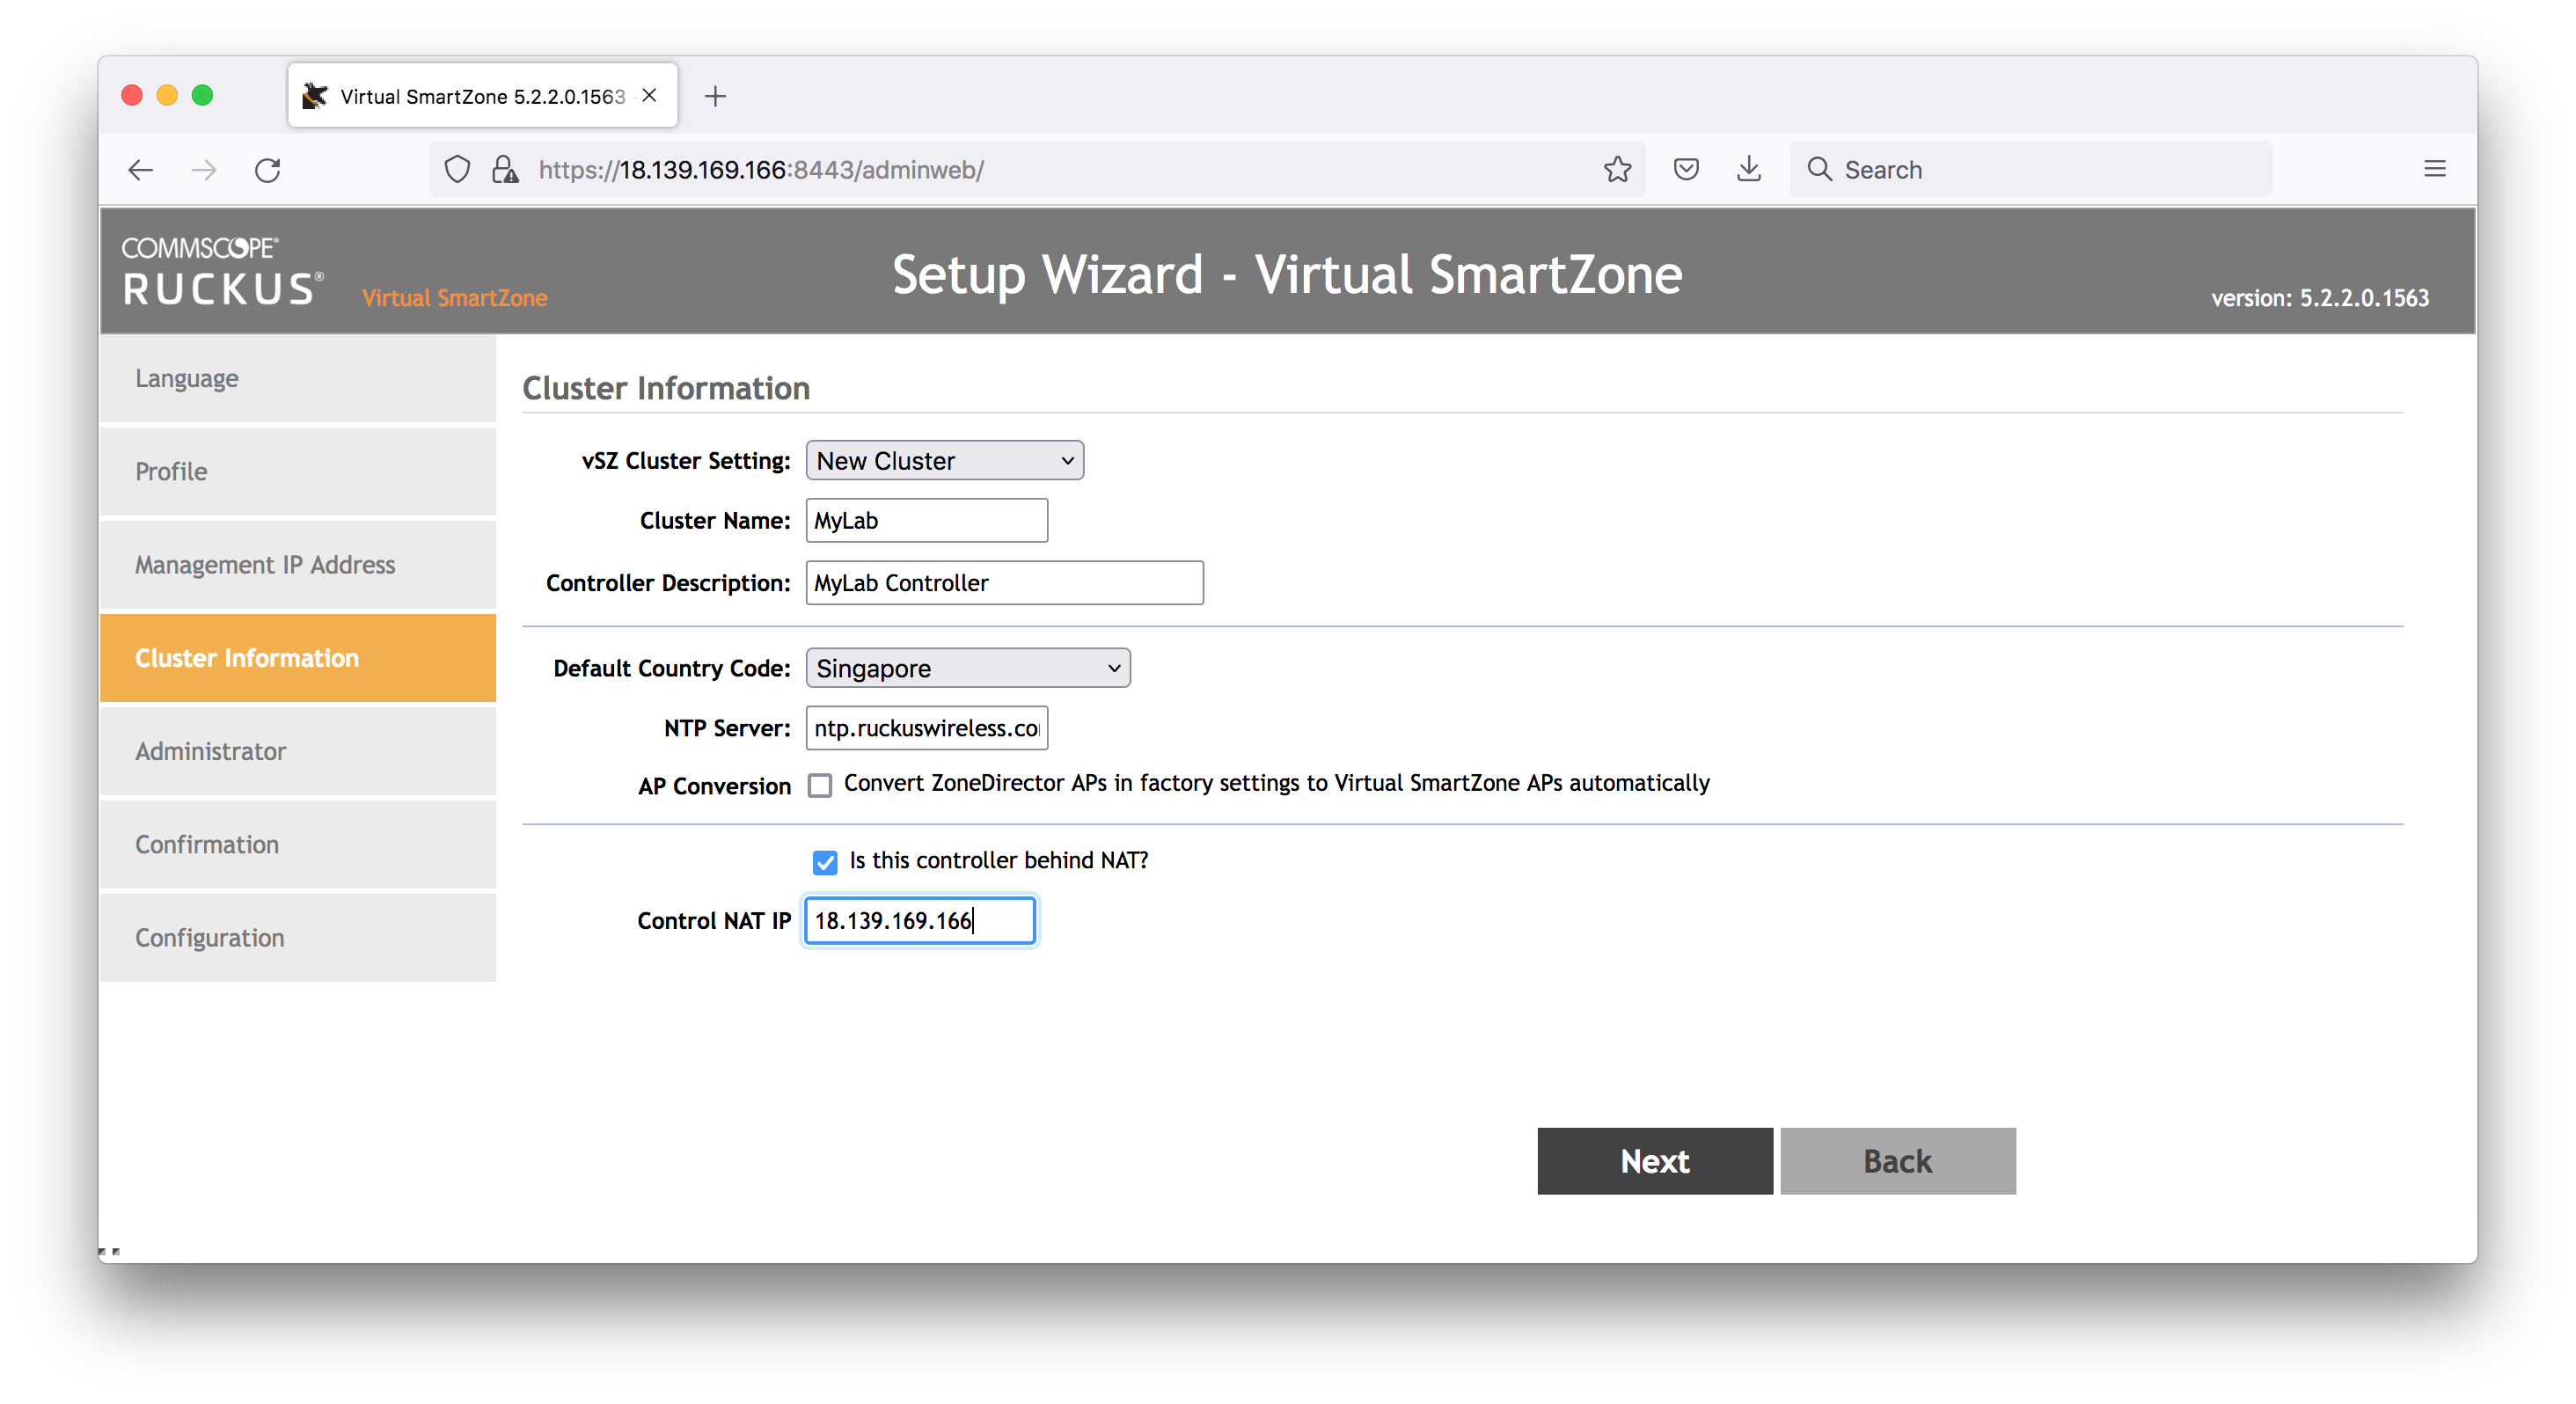 Virtual SmartZone 5.2.2.0.1563
https://18.139.169.166:8443/adminweb/
Search
COMMSCOPE®
RUCKUS®
Virtual SmartZone
Setup Wizard - Virtual SmartZone
version: 5.2.2.0.1563
Language
Profile
Management IP Address
Cluster Information
Administrator
Confirmation
Configuration
Cluster Information
vSZ Cluster Setting: New Cluster
Cluster Name: MyLab
Controller Description: MyLab Controller
Default Country Code: Singapore
NTP Server: ntp.ruckuswireless.co
AP Conversion Convert ZoneDirector APs in factory settings to Virtual SmartZone APs automatically
Is this controller behind NAT?
Control NAT IP 18.139.169.166
Next Back